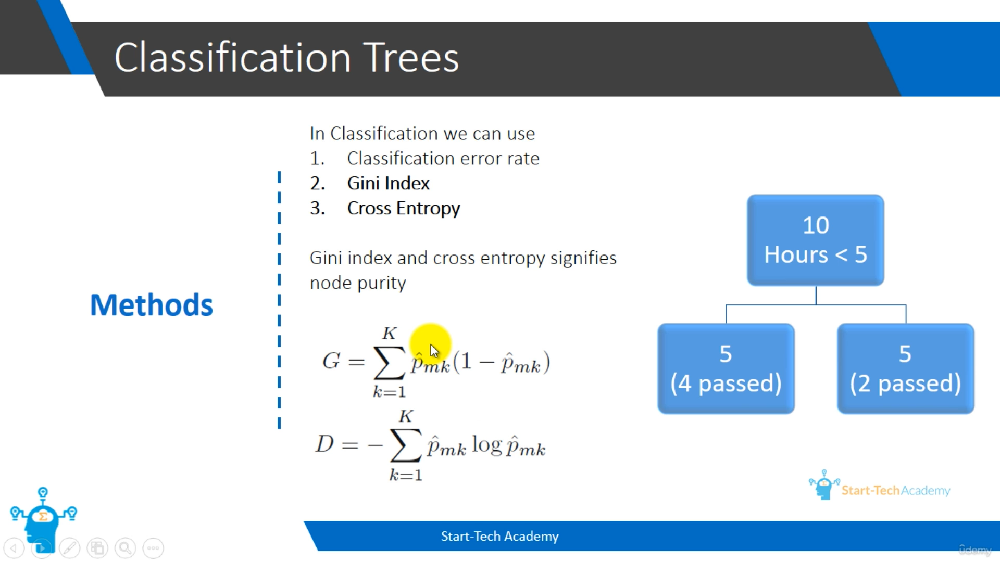 Classification Trees
In Classification we can use
1. Classification error rate
2. Gini Index
3. Cross Entropy
Gini index and cross entropy signifies
node purity
Methods
G = \sum_{k=1}^{K} \hat{p}_{mk}(1 - \hat{p}_{mk})
D = -\sum_{k=1}^{K} \hat{p}_{mk} \log \hat{p}_{mk}
10
Hours < 5
5
(4 passed)
5
(2 passed)
Start-Tech Academy
Start-Tech Academy
udemy